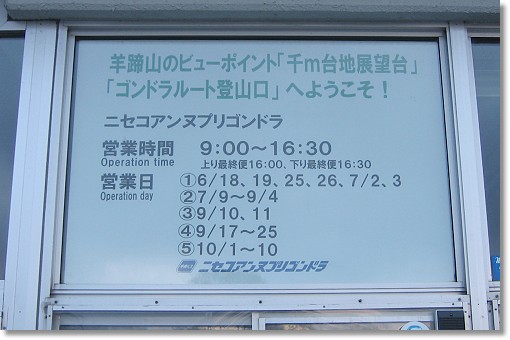 羊蹄山のビューポイント「千m台地展望台」
「ゴンドラルート登山口」へようこそ！
ニセコアンヌプリゴンドラ
営業時間 9:00〜16:30
Operation time 上り最終便16:00、下り最終便16:30
営業日 ①6/18、19、25、26、7/2、3
Operation day ②7/9〜9/4
③9/10、11
④9/17〜25
⑤10/1〜10
ニセコアンヌプリゴンドラ